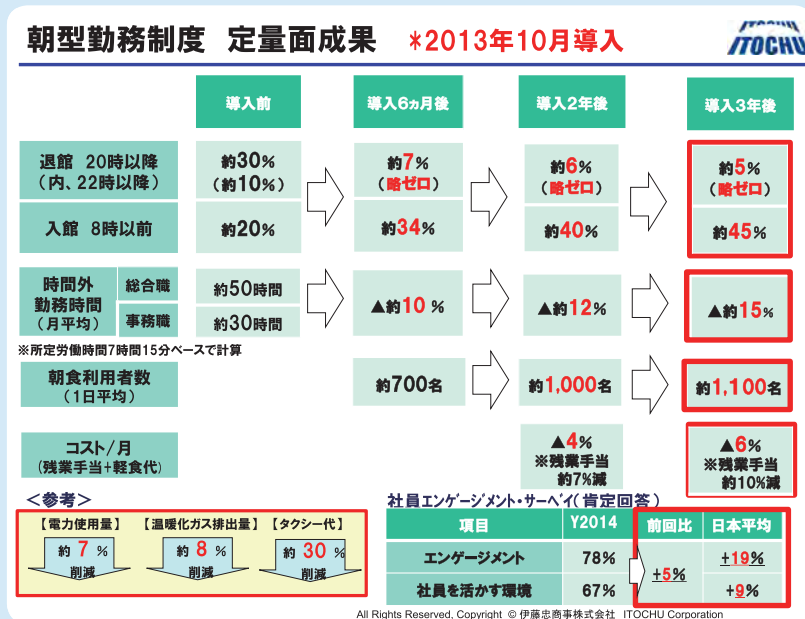 朝型勤務制度 定量面成果 *2013年10月導入
ITOCHU
導入前
導入6ヵ月後
導入2年後
導入3年後
退館 20時以降
(内、22時以降)
約30%
(約10%)
約7%
(略ゼロ)
約6%
(略ゼロ)
約5%
(略ゼロ)
入館 8時以前
約20%
約34%
約40%
約45%
時間外
勤務時間
(月平均)
総合職
事務職
約50時間
約30時間
▲約10 %
▲約12%
▲約15%
※所定労働時間7時間15分ベースで計算
朝食利用者数
(1日平均)
約700名
約1,000名
約1,100名
コスト/月
(残業手当+軽食代)
▲4%
※残業手当
約7%減
▲6%
※残業手当
約10%減
<参考>
【電力使用量】
約 7 %
削減
【温暖化ガス排出量】
約 8 %
削減
【タクシー代】
約 30 %
削減
社員エンゲージメント・サーベイ(肯定回答)
項目 Y2014 前回比 日本平均
エンゲージメント 78% +5% +19%
社員を活かす環境 67% +9%
All Rights Reserved, Copyright © 伊藤忠商事株式会社 ITOCHU Corporation